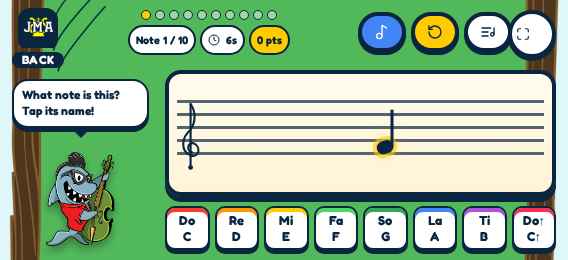 JMA
BACK
Note 1 / 10
6s
0 pts
What note is this?
Tap its name!
Do
C
Re
D
Mi
E
Fa
F
So
G
La
A
Ti
B
Do↑
C↑